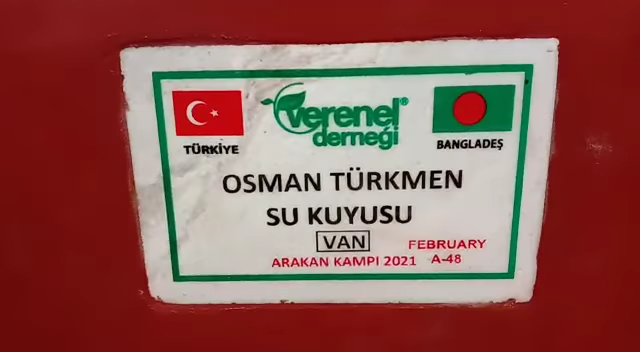 verenel®
derneği
TÜRKİYE
BANGLADEŞ
OSMAN TÜRKMEN
SU KUYUSU
VAN
FEBRUARY
ARAKAN KAMPI 2021 A-48